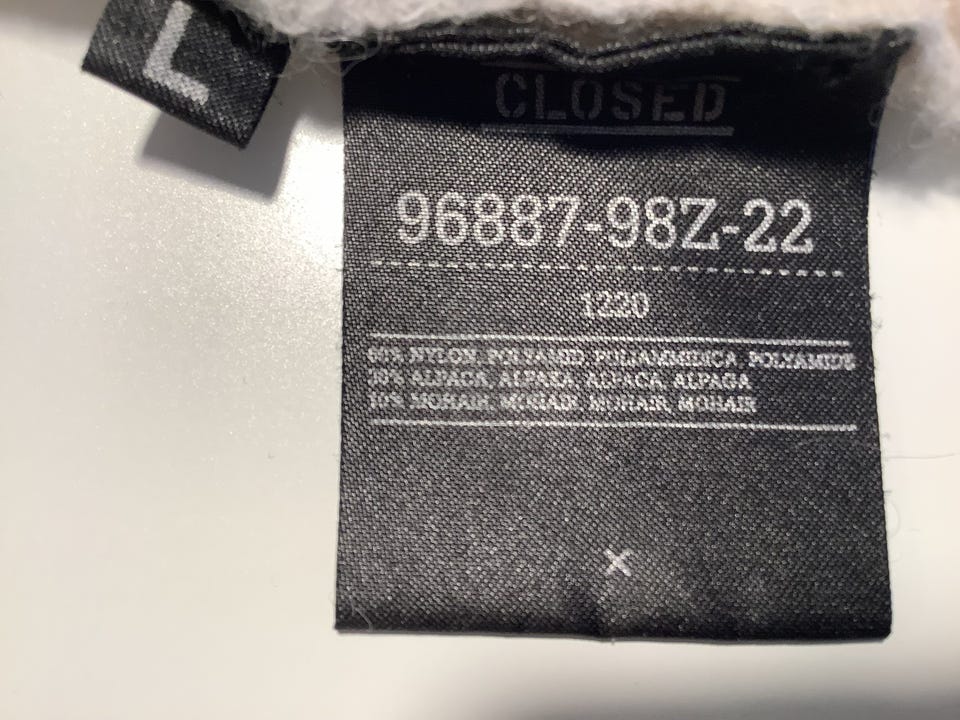 L
CLOSED
96887-98Z-22
1220
60% NYLON, POLYAMID, POLIAMMIDICA, POLYAMIDE
30% ALPACA, ALPAKA, ALPACA, ALPAGA
10% MOHAIR, MOHAIR, MOHAIR, MOHAIR
x